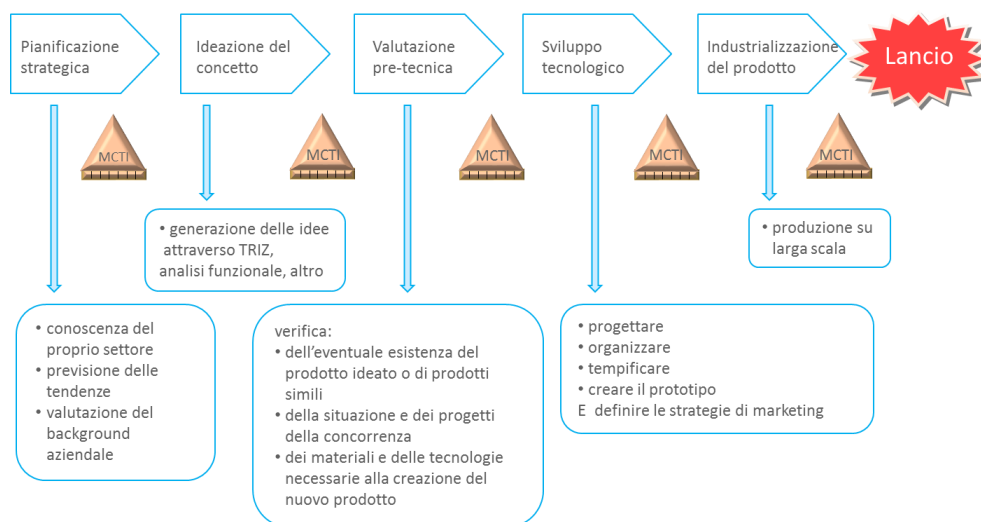 Pianificazione
strategica
Ideazione del
concetto
Valutazione
pre-tecnica
Sviluppo
tecnologico
Industrializzazione
del prodotto
Lancio
MCTI
MCTI
MCTI
MCTI
MCTI
• generazione delle idee
attraverso TRIZ,
analisi funzionale, altro
• produzione su
larga scala
• conoscenza del
proprio settore
• previsione delle
tendenze
• valutazione del
background
aziendale
verifica:
• dell’eventuale esistenza del
prodotto ideato o di prodotti
simili
• della situazione e dei progetti
della concorrenza
• dei materiali e delle tecnologie
necessarie alla creazione del
nuovo prodotto
• progettare
• organizzare
• tempificare
• creare il prototipo
E definire le strategie di marketing